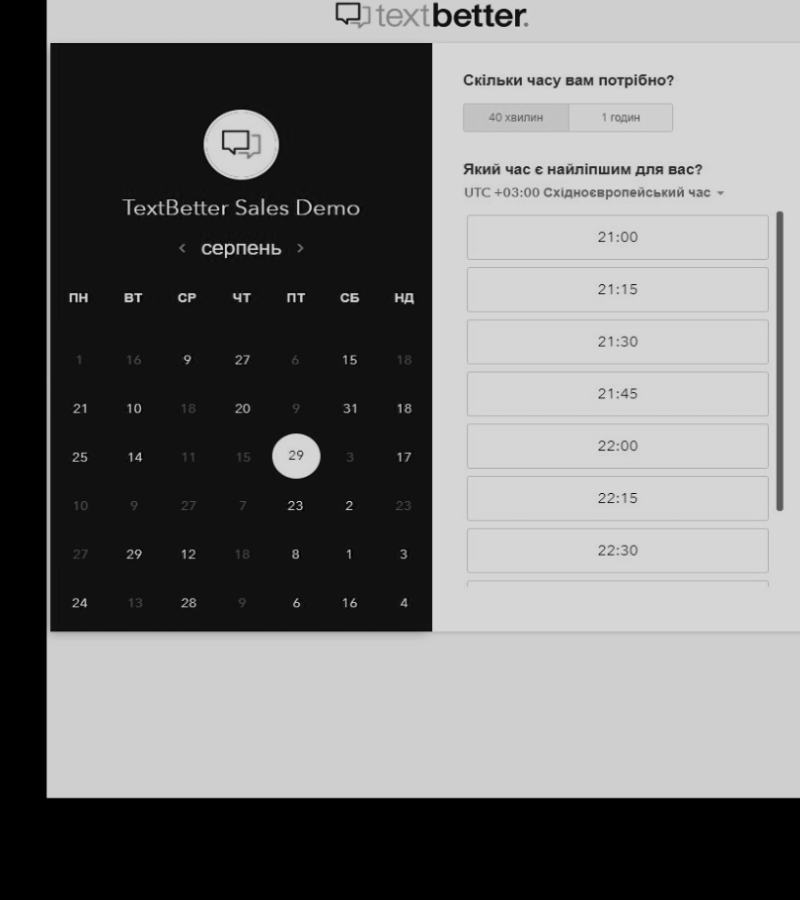 textbetter.
TextBetter Sales Demo
‹ серпень ›
ПН ВТ СР ЧТ ПТ СБ НД
1 16 9 27 6 15 18
21 10 18 20 9 31 18
25 14 11 15 29 3 17
10 9 27 7 23 2 23
27 29 12 18 8 1 3
24 13 28 9 6 16 4
Скільки часу вам потрібно?
40 хвилин 1 годин
Який час є найліпшим для вас?
UTC +03:00 Східноєвропейський час
21:00
21:15
21:30
21:45
22:00
22:15
22:30